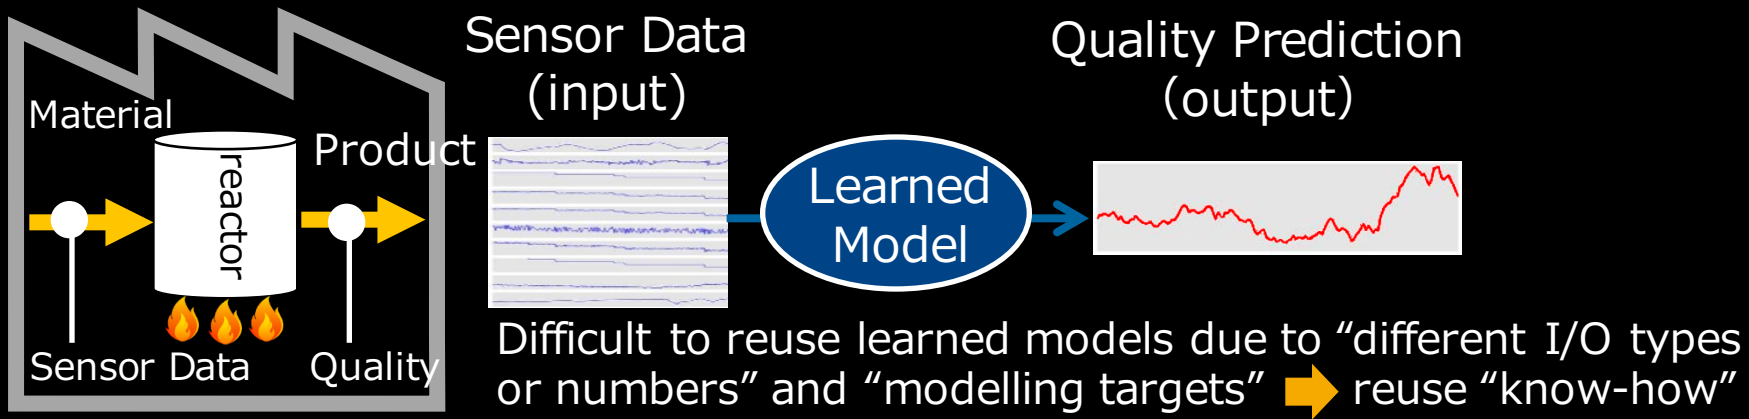 Material
reactor
Product
Sensor Data
Quality
Sensor Data
(input)
Learned
Model
Quality Prediction
(output)
Difficult to reuse learned models due to “different I/O types
or numbers” and “modelling targets” reuse “know-how”